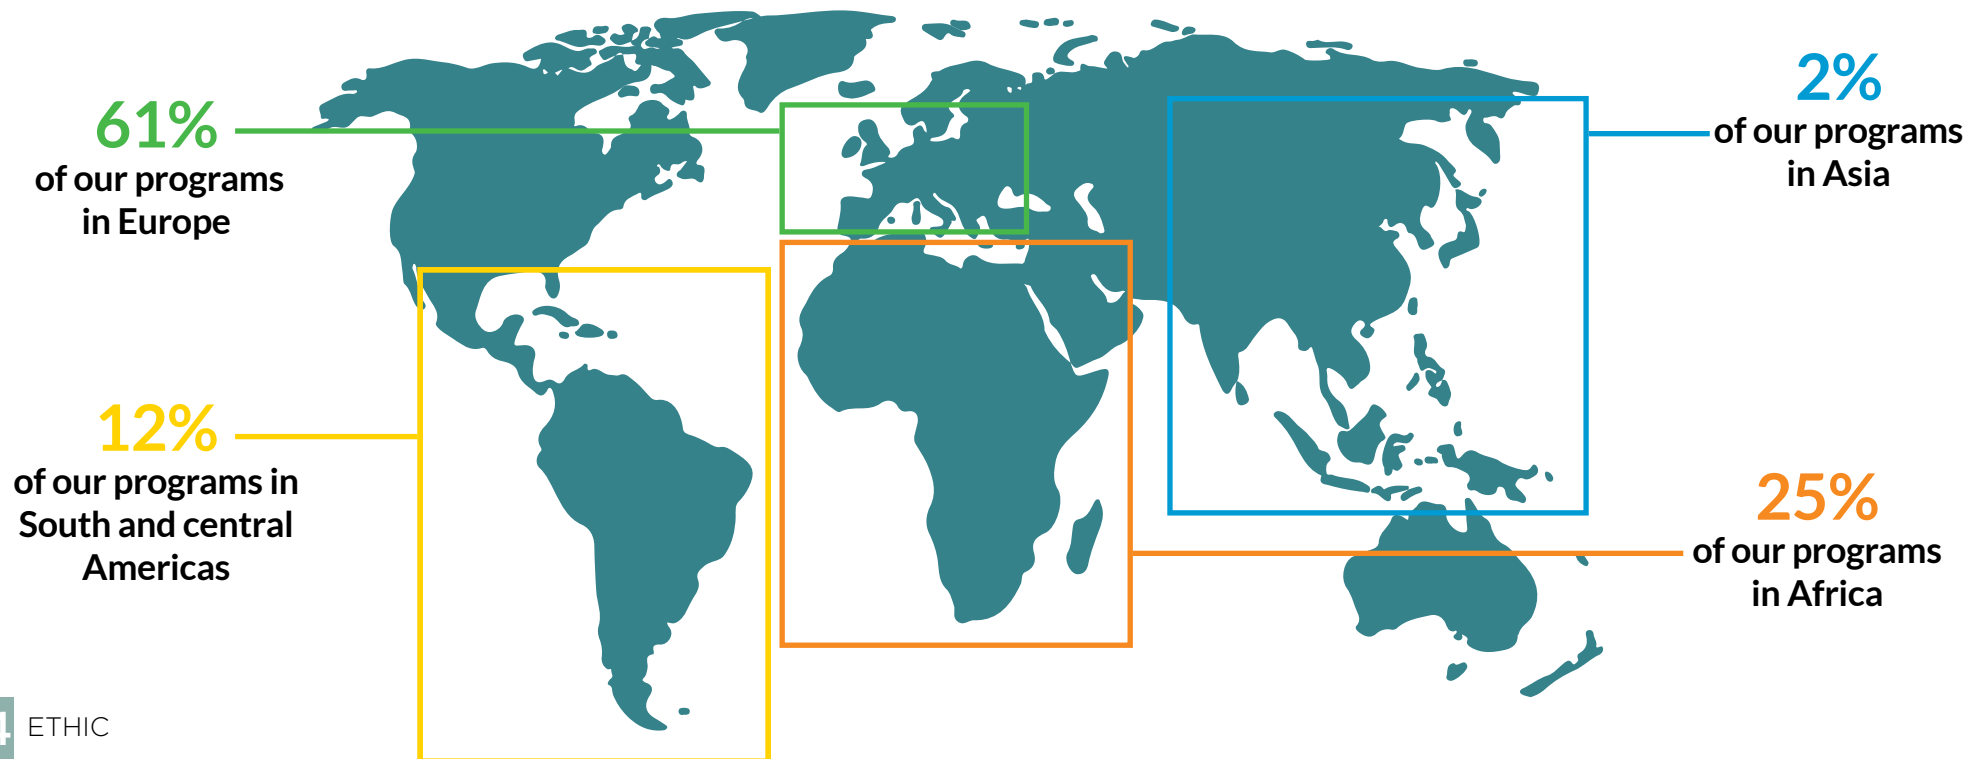 61%
of our programs
in Europe
2%
of our programs
in Asia
12%
of our programs in
South and central
Americas
25%
of our programs
in Africa
4 ETHIC